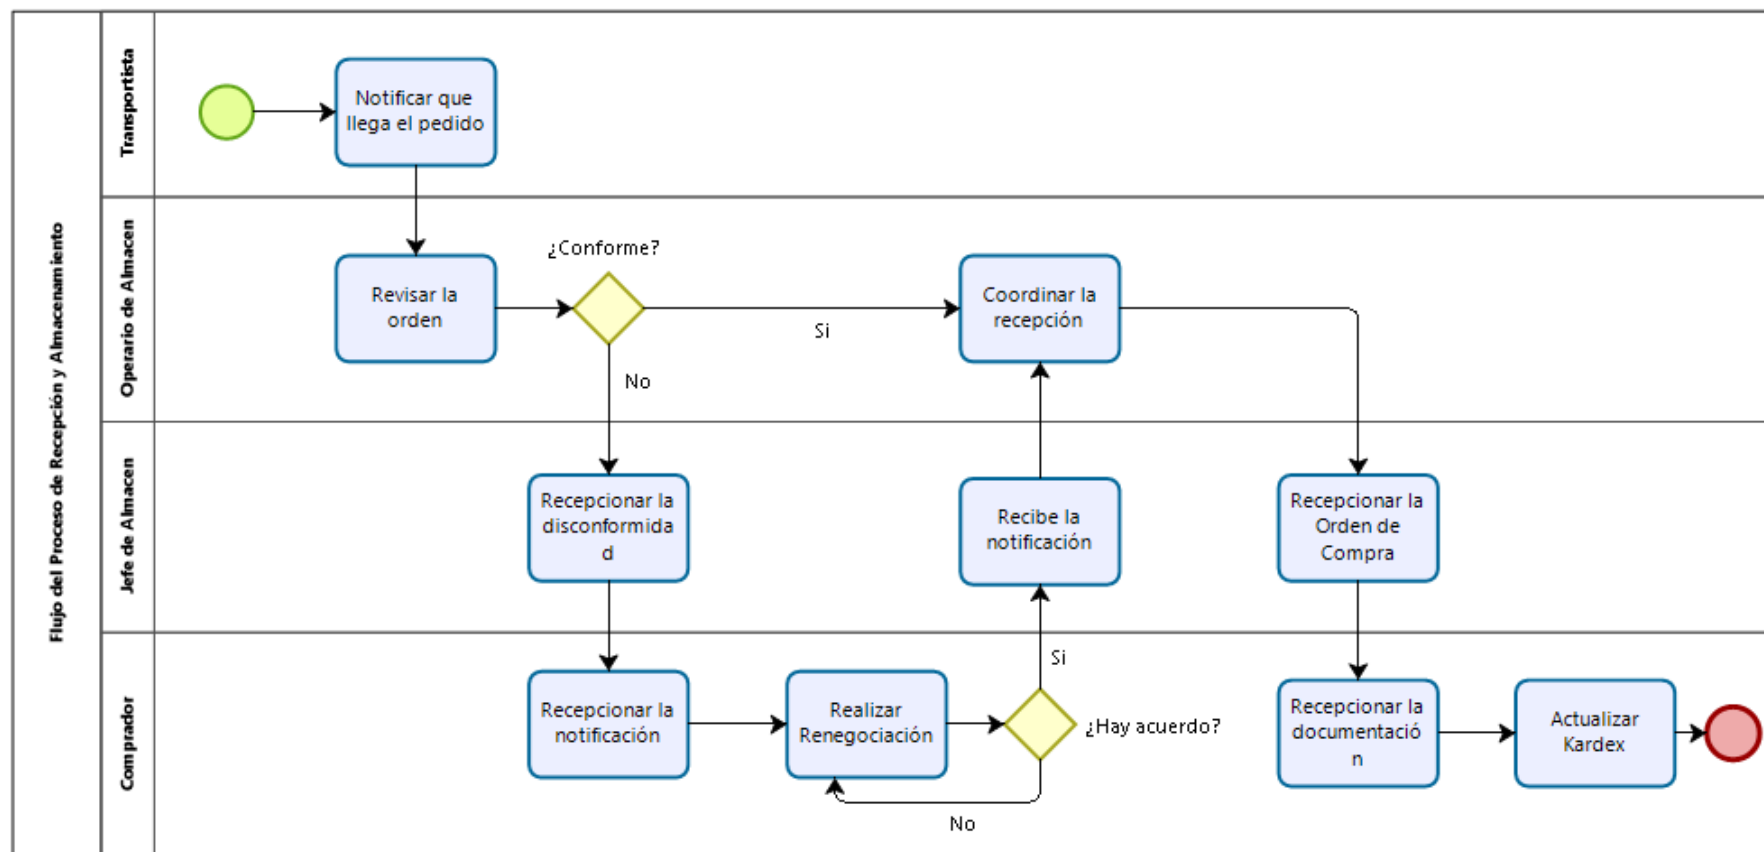 Flujo del Proceso de Recepción y Almacenamiento
Transportista
Notificar que
llega el pedido
Operario de Almacen
Revisar la
orden
¿Conforme?
Si
No
Coordinar la
recepción
Jefe de Almacen
Recepcionar la
disconformida
d
Recibe la
notificación
Recepcionar la
Orden de
Compra
Comprador
Recepcionar la
notificación
Realizar
Renegociación
Si
¿Hay acuerdo?
No
Recepcionar la
documentació
n
Actualizar
Kardex